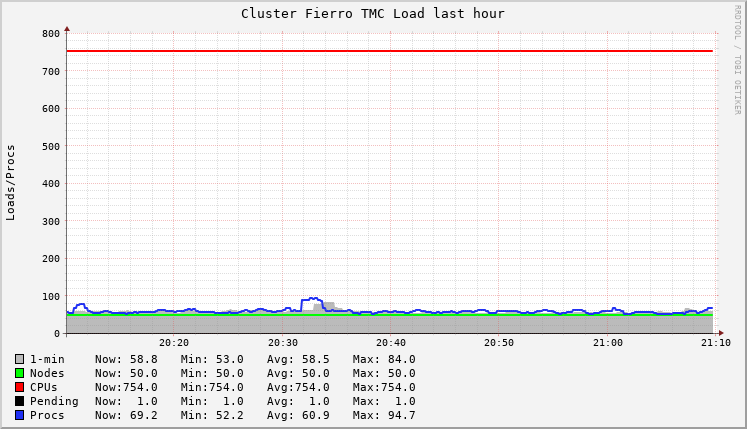 Cluster Fierro TMC Load last hour
RRDTOOL / TOBI OETIKER
Loads/Procs
800
700
600
500
400
300
200
100
0
20:20 20:30 20:40 20:50 21:00 21:10
1-min Now: 58.8 Min: 53.0 Avg: 58.5 Max: 84.0
Nodes Now: 50.0 Min: 50.0 Avg: 50.0 Max: 50.0
CPUs Now:754.0 Min:754.0 Avg:754.0 Max:754.0
Pending Now: 1.0 Min: 1.0 Avg: 1.0 Max: 1.0
Procs Now: 69.2 Min: 52.2 Avg: 60.9 Max: 94.7